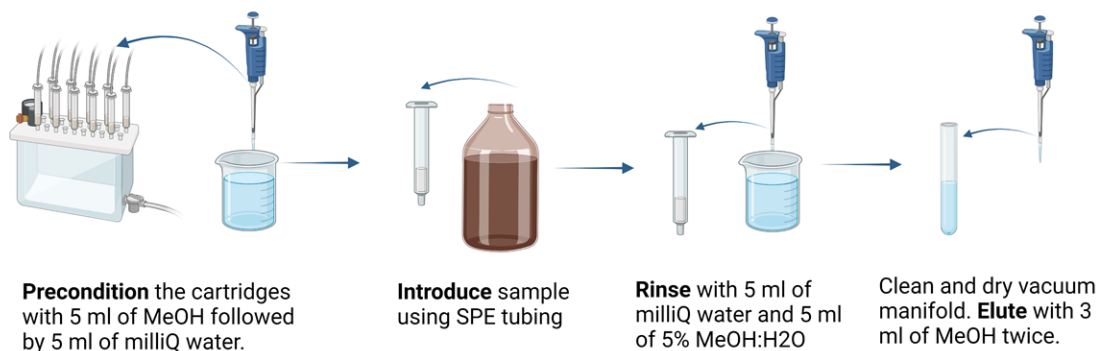 Precondition the cartridges
with 5 ml of MeOH followed
by 5 ml of milliQ water.
Introduce sample
using SPE tubing
Rinse with 5 ml of
milliQ water and 5 ml
of 5% MeOH:H2O
Clean and dry vacuum
manifold. Elute with 3
ml of MeOH twice.